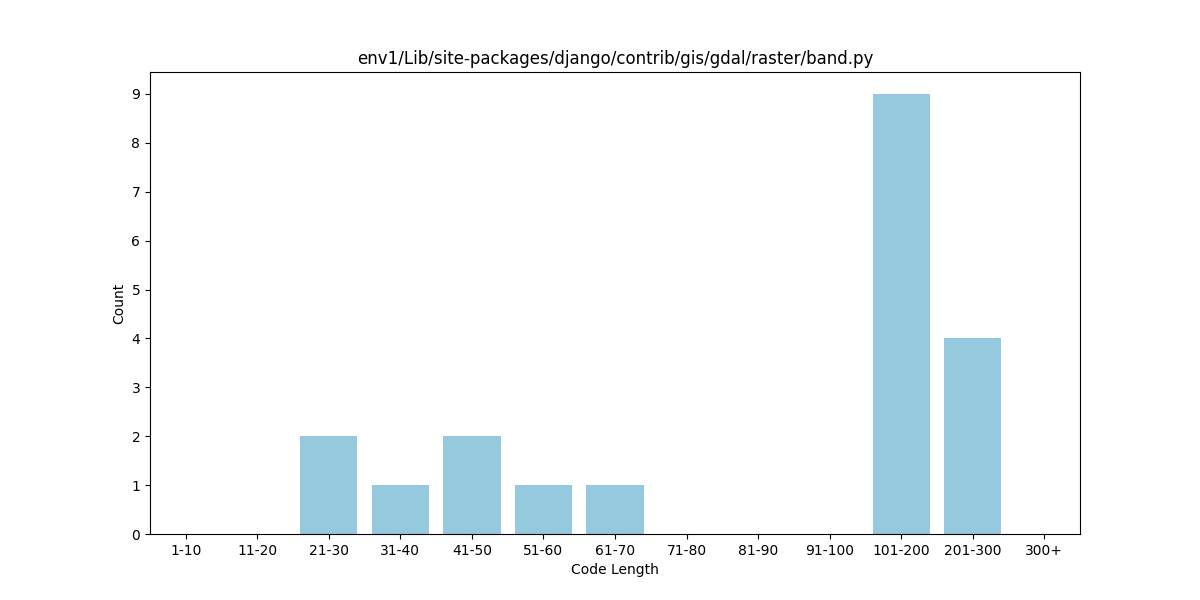 env1/Lib/site-packages/django/contrib/gis/gdal/raster/band.py
Count
9
8
7
6
5
4
3
2
1
0
1-10 11-20 21-30 31-40 41-50 51-60 61-70 71-80 81-90 91-100 101-200 201-300 300+
Code Length